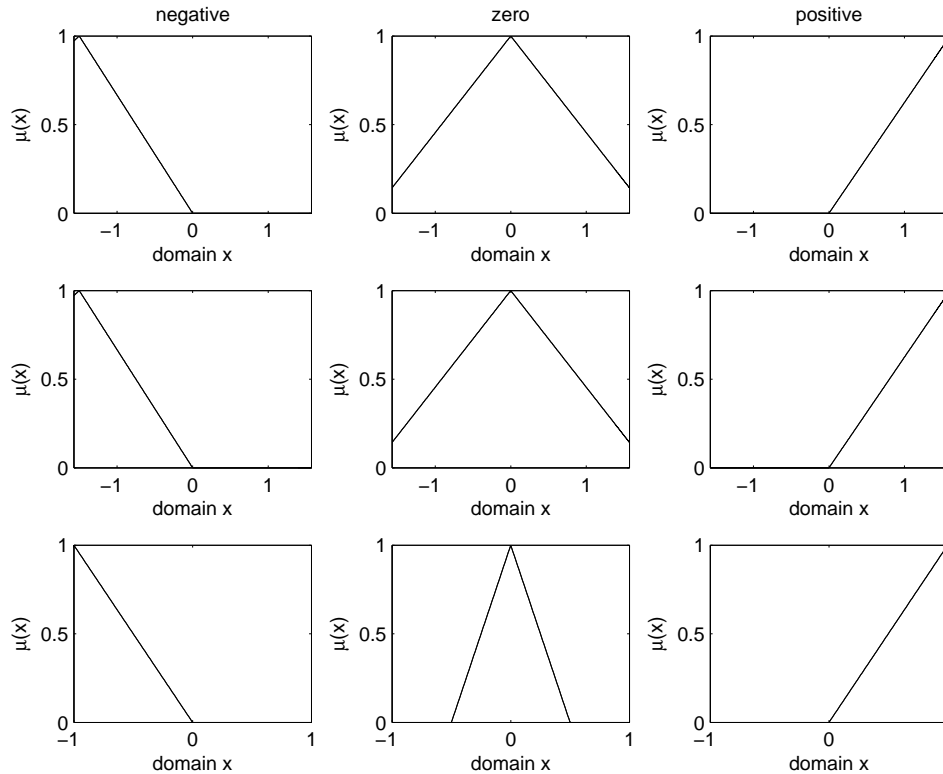 negative zero positive
1 1 1
μ(x) μ(x) μ(x)
0.5 0.5 0.5
0 0 0
−1 0 1 −1 0 1 −1 0 1
domain x domain x domain x
1 1 1
μ(x) μ(x) μ(x)
0.5 0.5 0.5
0 0 0
−1 0 1 −1 0 1 −1 0 1
domain x domain x domain x
1 1 1
μ(x) μ(x) μ(x)
0.5 0.5 0.5
0 0 0
−1 0 1 −1 0 1 −1 0
domain x domain x domain x